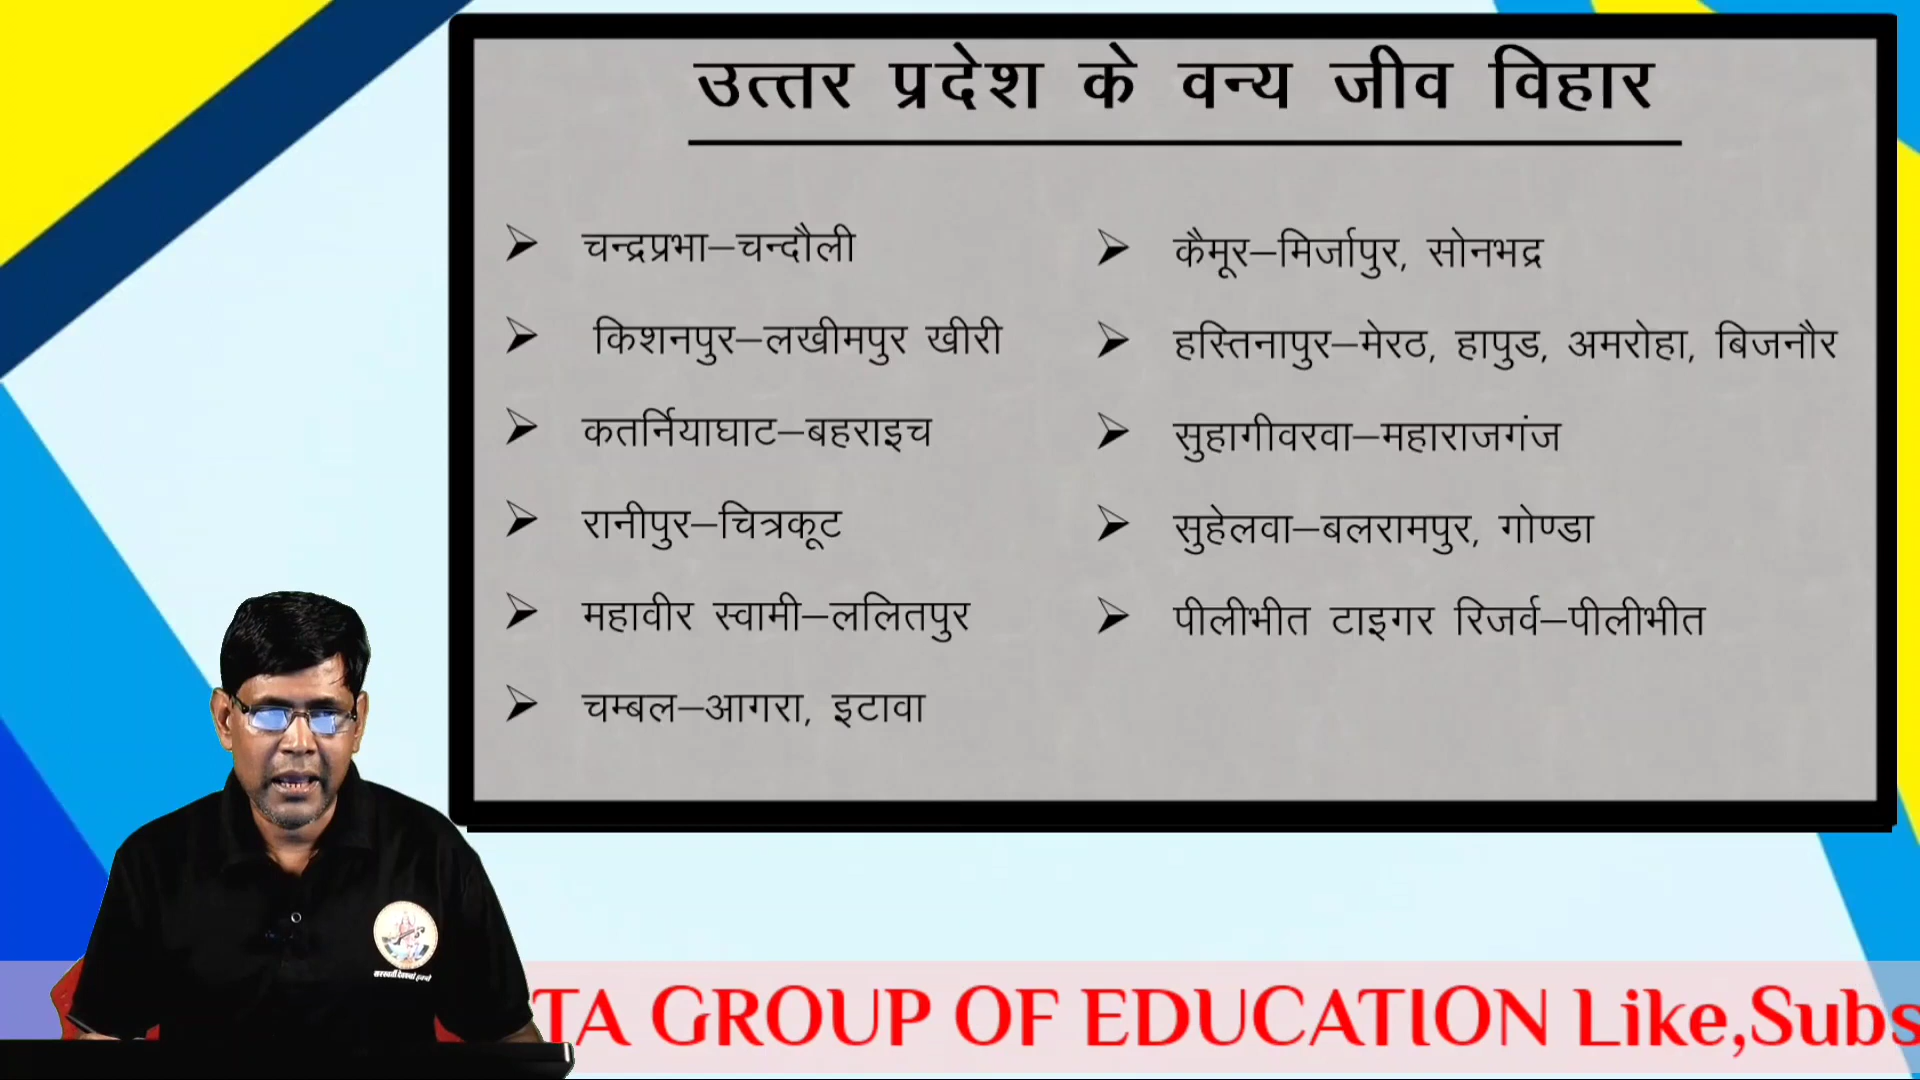 उत्तर प्रदेश के वन्य जीव विहार
चन्द्रप्रभा–चन्दौली
किशनपुर–लखीमपुर खीरी
कतर्नियाघाट–बहराइच
रानीपुर–चित्रकूट
महावीर स्वामी–ललितपुर
चम्बल–आगरा, इटावा
कैमूर–मिर्जापुर, सोनभद्र
हस्तिनापुर–मेरठ, हापुड, अमरोहा, बिजनौर
सुहागीवरवा–महाराजगंज
सुहेलवा–बलरामपुर, गोण्डा
पीलीभीत टाइगर रिजर्व–पीलीभीत
TA GROUP OF EDUCATION Like,Subs